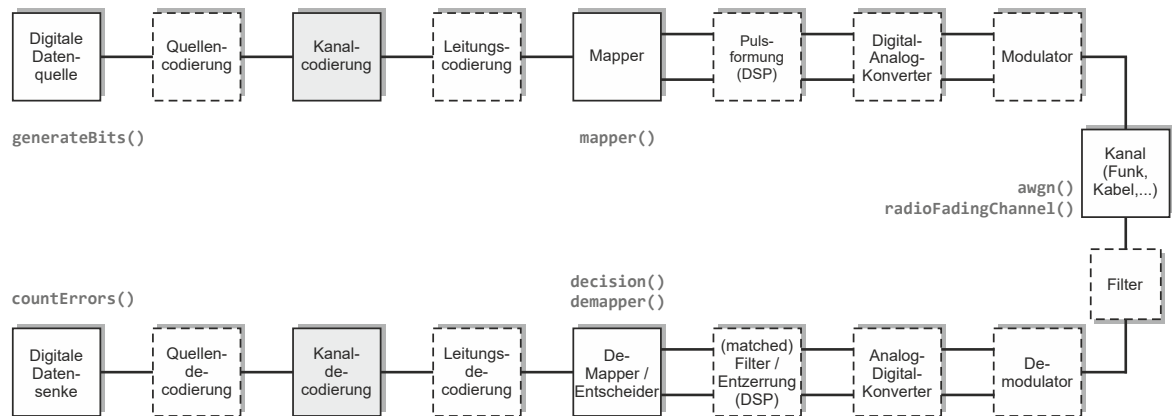 Digitale
Daten-
quelle
Quellen-
codierung
Kanal-
codierung
Leitungs-
codierung
Mapper
Puls-
formung
(DSP)
Digital-
Analog-
Konverter
Modulator
generateBits()
mapper()
Kanal
(Funk,
Kabel,...)
awgn()
radioFadingChannel()
Filter
countErrors()
decision()
demapper()
Digitale
Daten-
senke
Quellen-
de-
codierung
Kanal-
de-
codierung
Leitungs-
de-
codierung
De-
Mapper /
Entscheider
(matched)
Filter /
Entzerrung
(DSP)
Analog-
Digital-
Konverter
De-
modulator